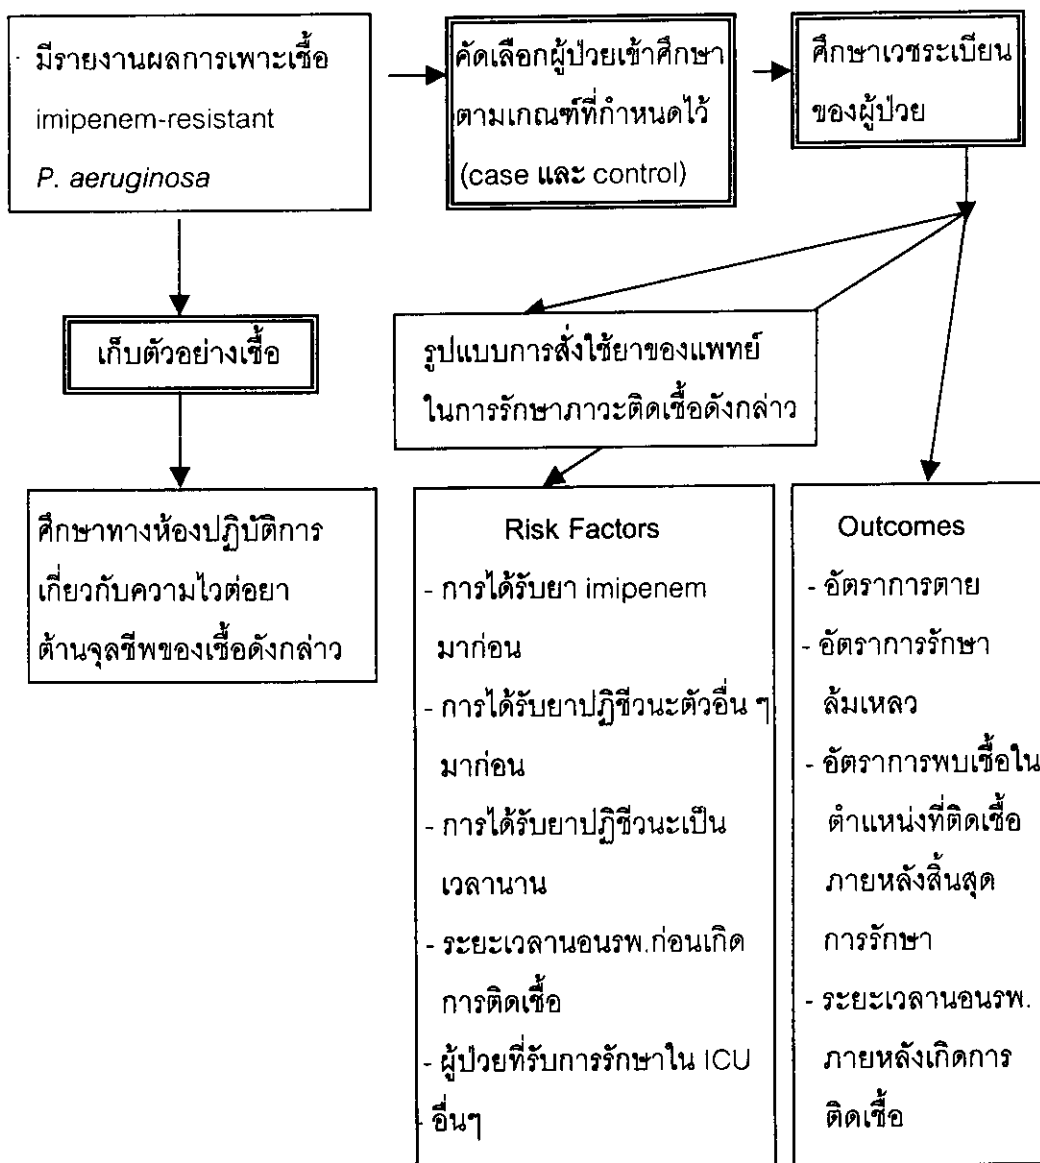 มีรายงานผลการเพาะเชื้อ
imipenem-resistant
P. aeruginosa
คัดเลือกผู้ป่วยเข้าศึกษา
ตามเกณฑ์ที่กำหนดไว้
(case และ control)
ศึกษาเวชระเบียน
ของผู้ป่วย
เก็บตัวอย่างเชื้อ
รูปแบบการสั่งใช้ยาของแพทย์
ในการรักษาภาวะติดเชื้อดังกล่าว
ศึกษาทางห้องปฏิบัติการ
เกี่ยวกับความไวต่อยา
ต้านจุลชีพของเชื้อดังกล่าว
Risk Factors
- การได้รับยา imipenem
มาก่อน
- การได้รับยาปฏิชีวนะตัวอื่น ๆ
มาก่อน
- การได้รับยาปฏิชีวนะเป็น
เวลานาน
- ระยะเวลานอนรพ.ก่อนเกิด
การติดเชื้อ
- ผู้ป่วยที่รับการรักษาใน ICU
- อื่นๆ
Outcomes
- อัตราการตาย
- อัตราการรักษา
ล้มเหลว
- อัตราการพบเชื้อใน
ตำแหน่งที่ติดเชื้อ
ภายหลังสิ้นสุด
การรักษา
- ระยะเวลานอนรพ.
ภายหลังเกิดการ
ติดเชื้อ